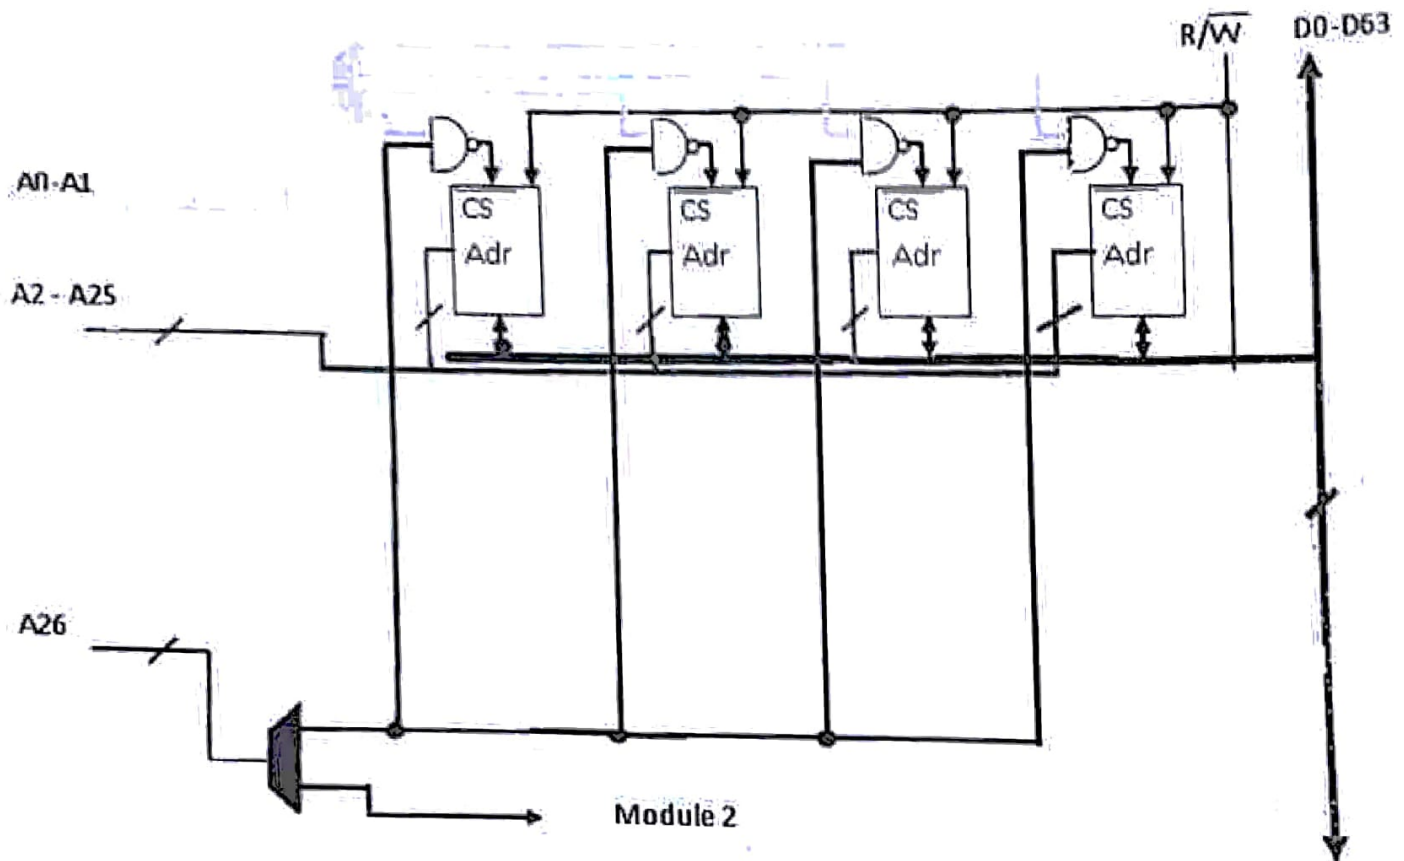 R/W̅ D0-D63
A0-A1
CS CS CS CS
Adr Adr Adr Adr
A2 - A25
A26
Module 2